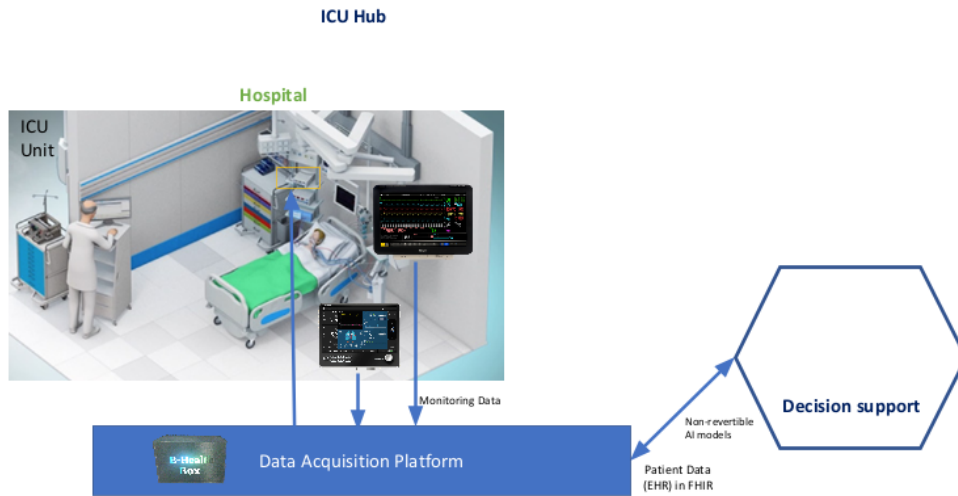 ICU Hub
Hospital
ICU
Unit
Monitoring Data
Non-revertible
AI models
Decision support
Data Acquisition Platform
Box
Patient Data
(EHR) in FHIR